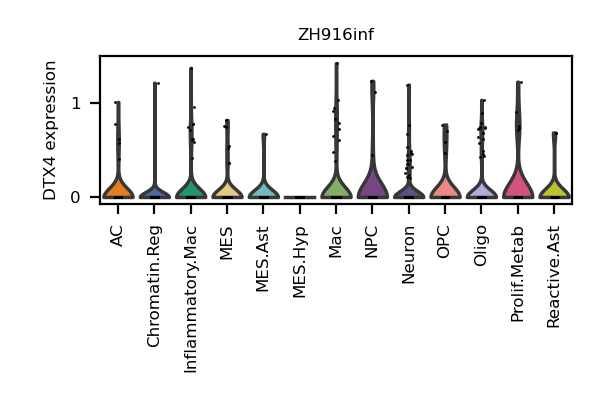 ZH916inf
DTX4 expression
1
0
AC
Chromatin.Reg
Inflammatory.Mac
MES
MES.Ast
MES.Hyp
Mac
NPC
Neuron
OPC
Oligo
Prolif.Metab
Reactive.Ast